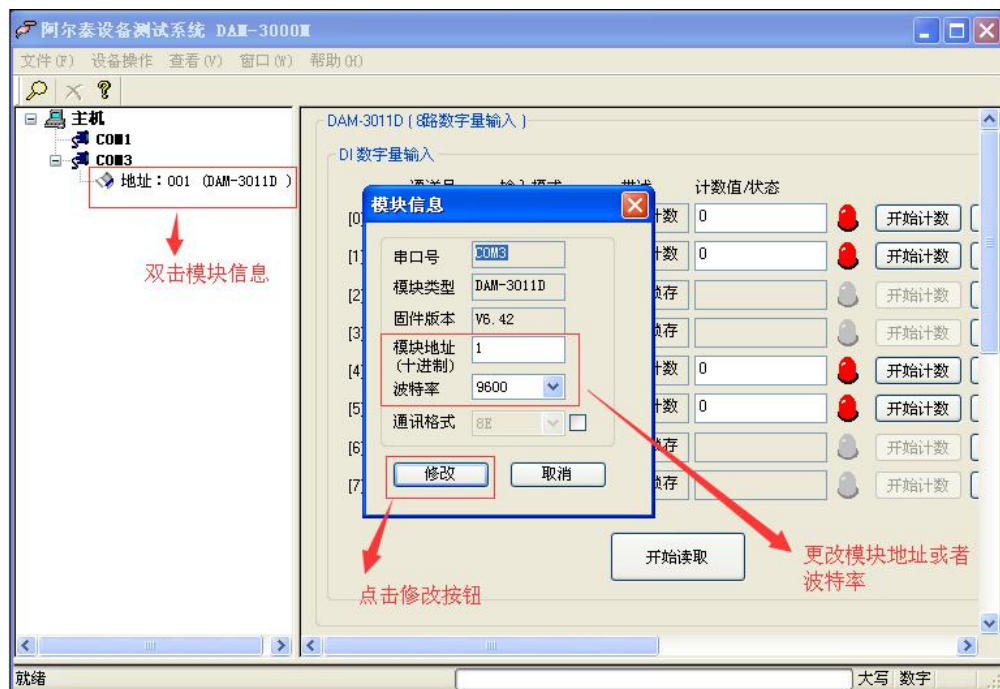 阿尔泰设备测试系统 DAM-3000M
文件(F) 设备操作 查看(V) 窗口(W) 帮助(H)
主机
COM1
COM3
地址：001 (DAM-3011D )
双击模块信息
DAM-3011D ( 8路数字量输入 )
DI 数字量输入
计数值/状态
[0] 计数 0 开始计数
[1] 计数 0 开始计数
[2] 锁存 开始计数
[3] 锁存 开始计数
[4] 计数 0 开始计数
[5] 计数 0 开始计数
[6] 锁存 开始计数
[7] 锁存 开始计数
模块信息
串口号 COM3
模块类型 DAM-3011D
固件版本 V6.42
模块地址 1
(十进制)
波特率 9600
通讯格式 8E
修改 取消
开始读取
更改模块地址或者
波特率
点击修改按钮
就绪 大写 数字